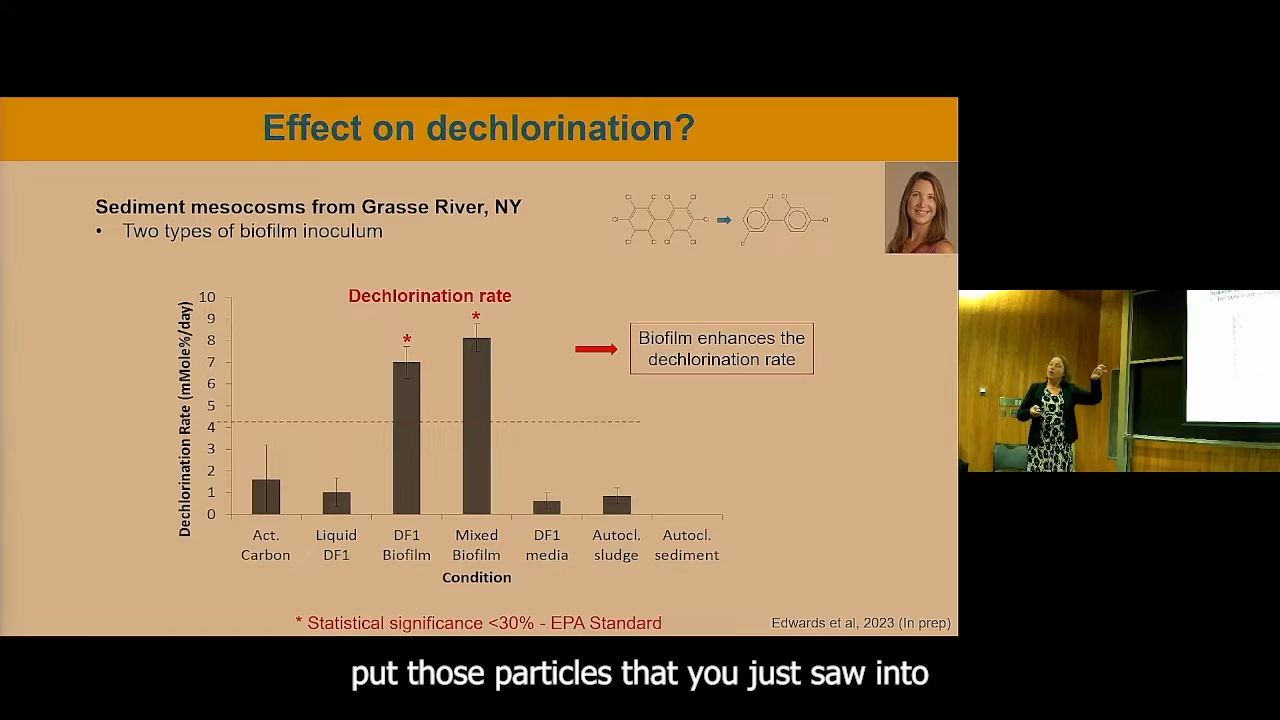 Effect on dechlorination?
Sediment mesocosms from Grasse River, NY
• Two types of biofilm inoculum
Dechlorination rate
Dechlorination Rate (mMole%/day)
10
9
8
7
6
5
4
3
2
1
0
*
*
Biofilm enhances the
dechlorination rate
Act.
Carbon
Liquid
DF1
DF1
Biofilm
Mixed
Biofilm
DF1
media
Autocl.
sludge
Autocl.
sediment
Condition
* Statistical significance <30% - EPA Standard
Edwards et al, 2023 (In prep)
put those particles that you just saw into